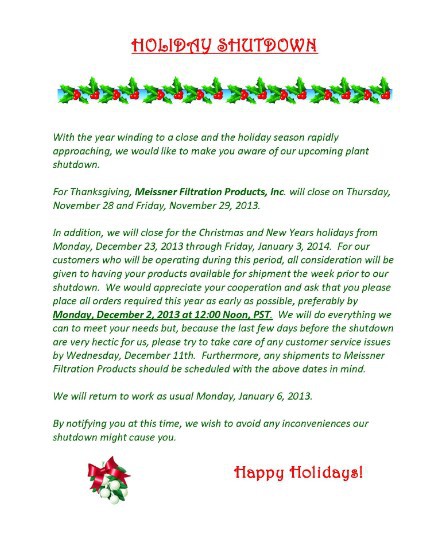 HOLIDAY SHUTDOWN
With the year winding to a close and the holiday season rapidly
approaching, we would like to make you aware of our upcoming plant
shutdown.
For Thanksgiving, Meissner Filtration Products, Inc. will close on Thursday,
November 28 and Friday, November 29, 2013.
In addition, we will close for the Christmas and New Years holidays from
Monday, December 23, 2013 through Friday, January 3, 2014.  For our
customers who will be operating during this period, all consideration will be
given to having your products available for shipment the week prior to our
shutdown.  We would appreciate your cooperation and ask that you please
place all orders required this year as early as possible, preferably by
Monday, December 2, 2013 at 12:00 Noon, PST.  We will do everything we
can to meet your needs but, because the last few days before the shutdown
are very hectic for us, please try to take care of any customer service issues
by Wednesday, December 11th.  Furthermore, any shipments to Meissner
Filtration Products should be scheduled with the above dates in mind.
We will return to work as usual Monday, January 6, 2013.
By notifying you at this time, we wish to avoid any inconveniences our
shutdown might cause you.
Happy Holidays!